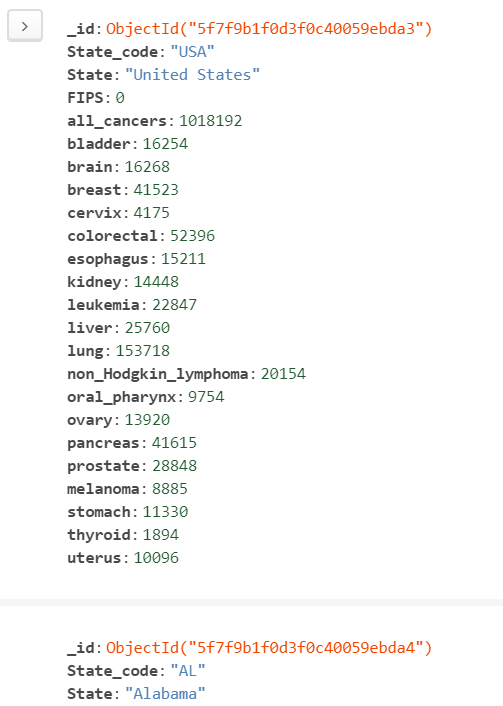 _id: ObjectId("5f7f9b1f0d3f0c40059ebda3")
State_code: "USA"
State: "United States"
FIPS: 0
all_cancers: 1018192
bladder: 16254
brain: 16268
breast: 41523
cervix: 4175
colorectal: 52396
esophagus: 15211
kidney: 14448
leukemia: 22847
liver: 25760
lung: 153718
non_Hodgkin_lymphoma: 20154
oral_pharynx: 9754
ovary: 13920
pancreas: 41615
prostate: 28848
melanoma: 8885
stomach: 11330
thyroid: 1894
uterus: 10096
_id: ObjectId("5f7f9b1f0d3f0c40059ebda4")
State_code: "AL"
State: "Alabama"